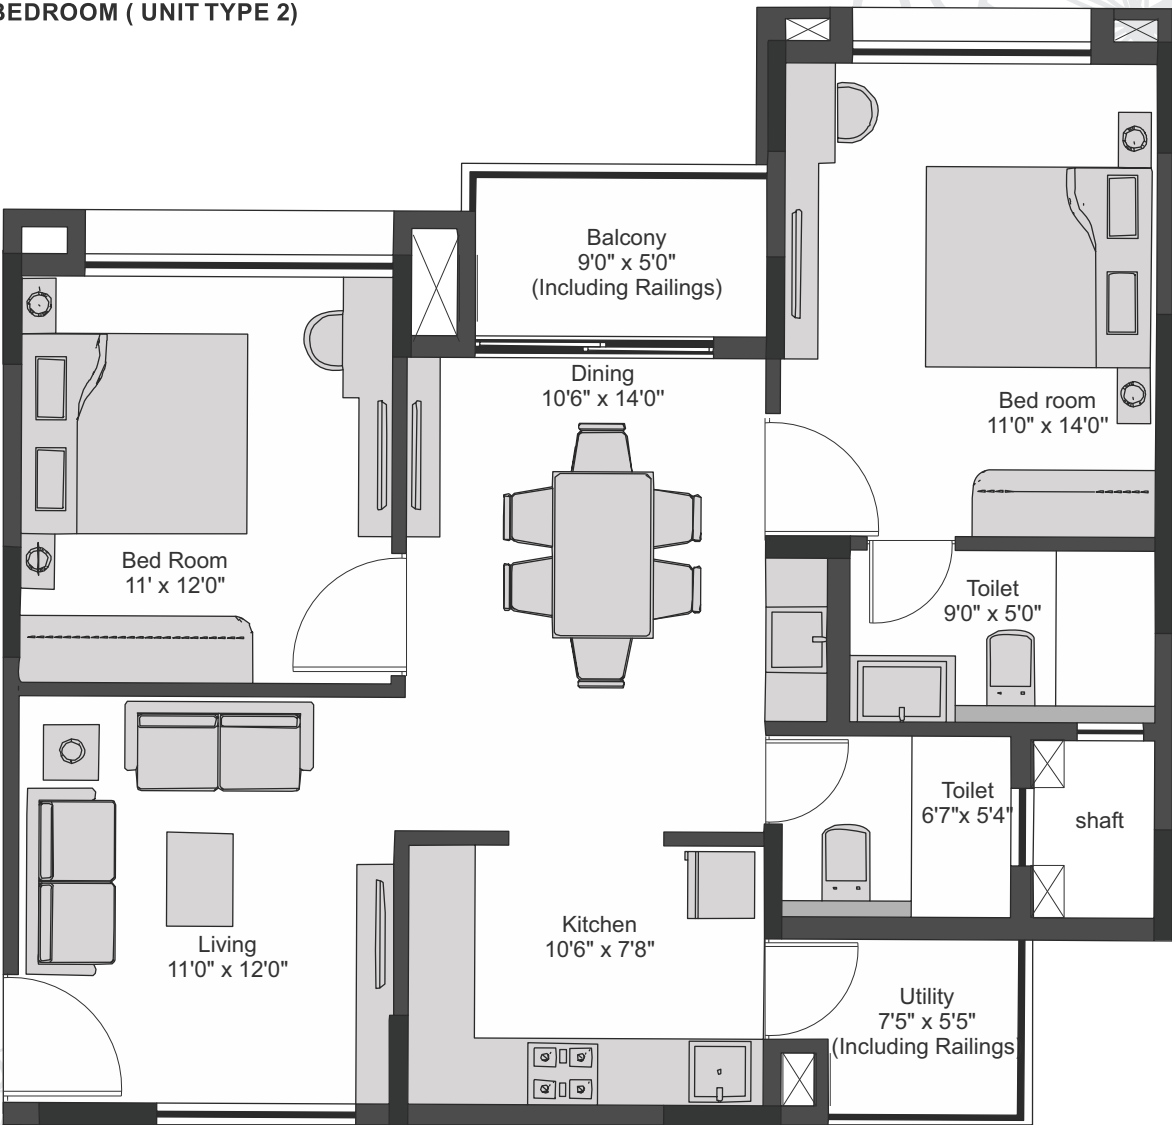 BEDROOM ( UNIT TYPE 2)
Balcony
9'0" x 5'0"
(Including Railings)
Dining
10'6" x 14'0"
Bed room
11'0" x 14'0"
Bed Room
11' x 12'0"
Toilet
9'0" x 5'0"
Toilet
6'7"x 5'4"
shaft
Kitchen
10'6" x 7'8"
Living
11'0" x 12'0"
Utility
7'5" x 5'5"
(Including Railings